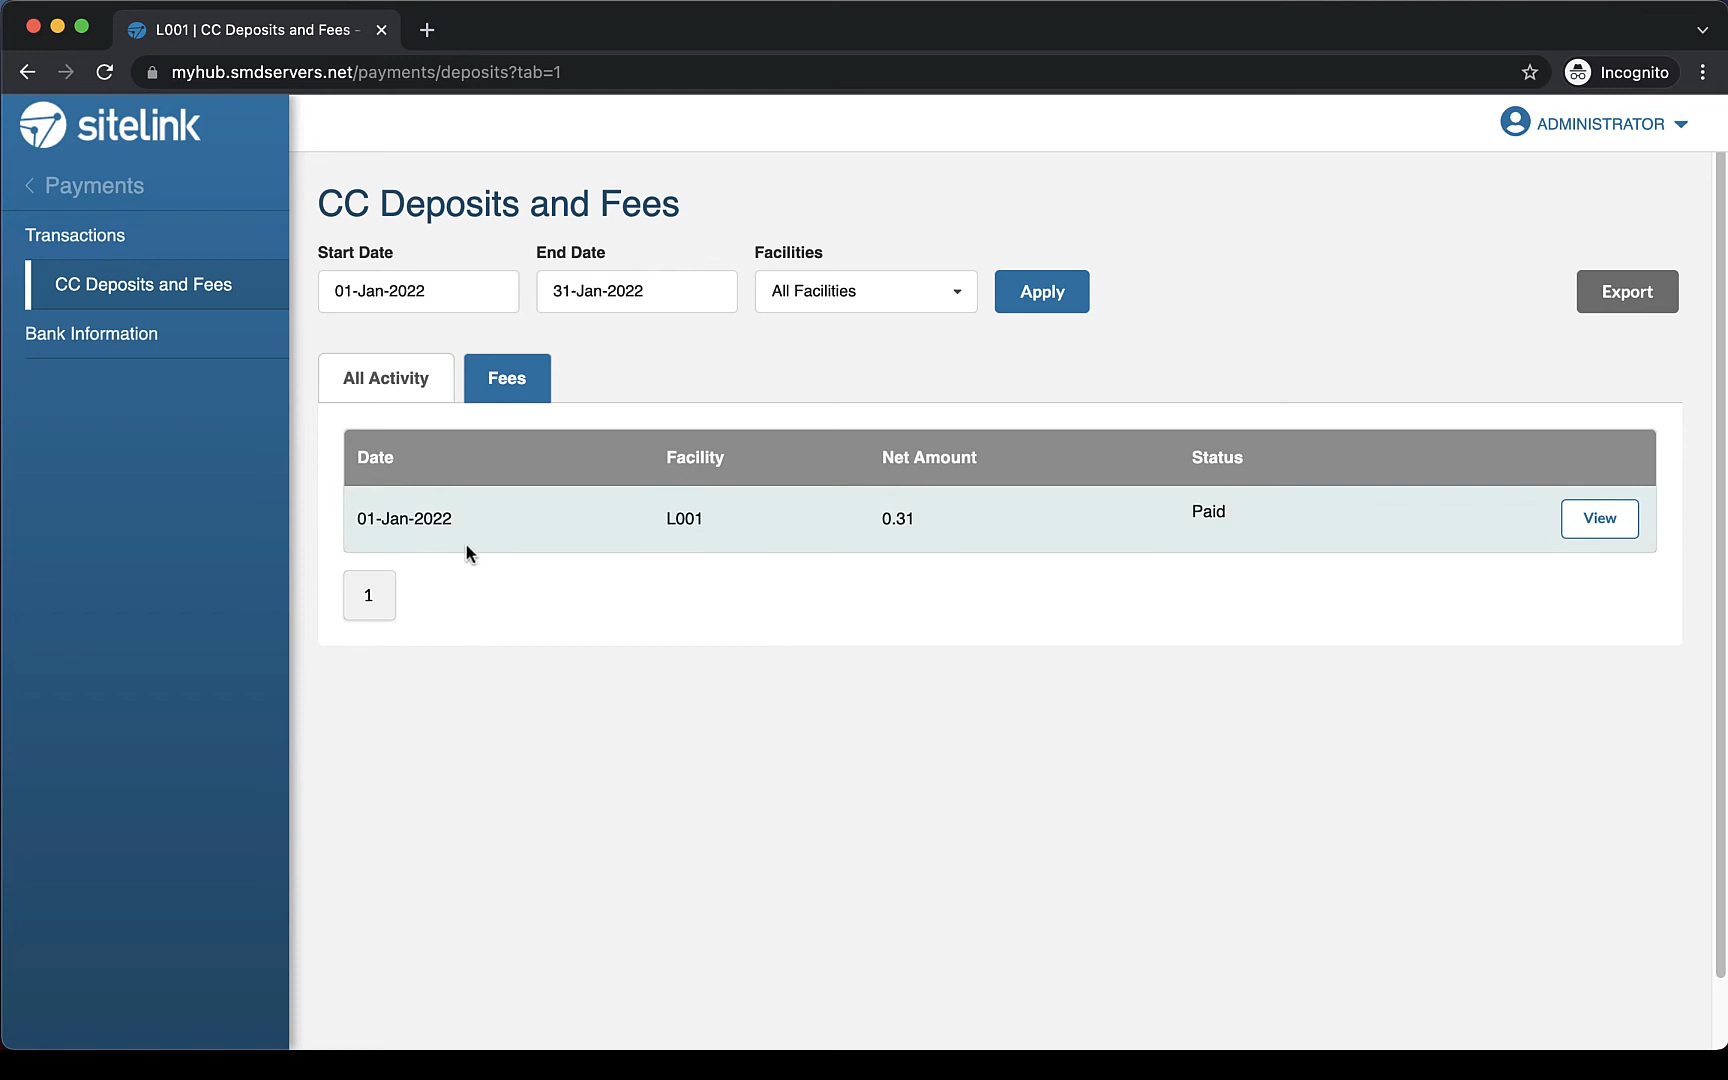 L001 | CC Deposits and Fees -
myhub.smdservers.net/payments/deposits?tab=1
Incognito
sitelink
ADMINISTRATOR
Payments
Transactions
CC Deposits and Fees
Bank Information
CC Deposits and Fees
Start Date End Date Facilities
01-Jan-2022 31-Jan-2022 All Facilities Apply Export
All Activity Fees
Date Facility Net Amount Status
01-Jan-2022 L001 0.31 Paid View
1